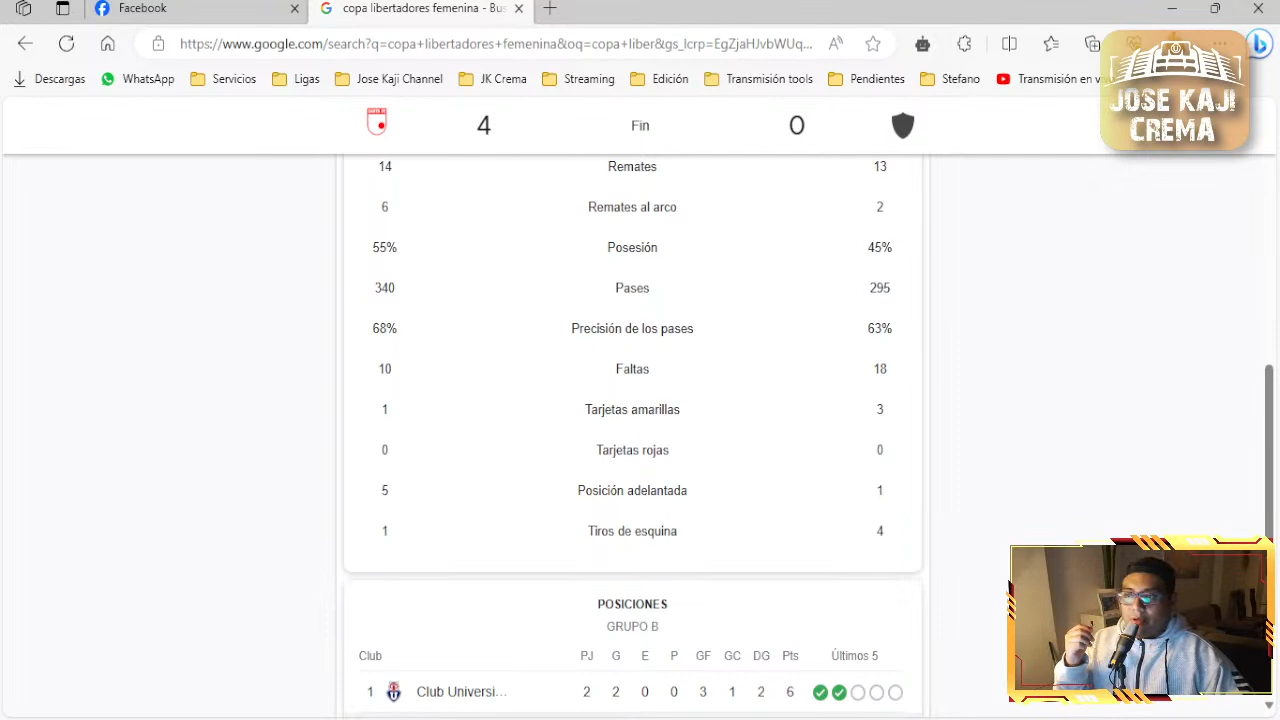 Facebook
copa libertadores femenina - Bus
https://www.google.com/search?q=copa+libertadores+femenina&oq=copa+liber&gs_lcrp=EgZjaHJvbWUq...
Descargas WhatsApp Servicios Ligas Jose Kaji Channel JK Crema Streaming Edición Transmisión todos Pendientes Stefano Transmisión en v
JOSE KAJI
CREMA
4 Fin 0
14 Remates 13
6 Remates al arco 2
55% Posesión 45%
340 Pases 295
68% Precisión de los pases 63%
10 Faltas 18
1 Tarjetas amarillas 3
0 Tarjetas rojas 0
5 Posición adelantada 1
1 Tiros de esquina 4
POSICIONES
GRUPO B
Club PJ G E P GF GC DG Pts Últimos 5
1 Club Universi... 2 2 0 0 3 1 2 6